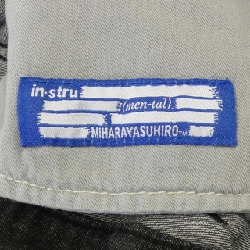 in·stru
(men-tal).
MIHARAYASUHIRO